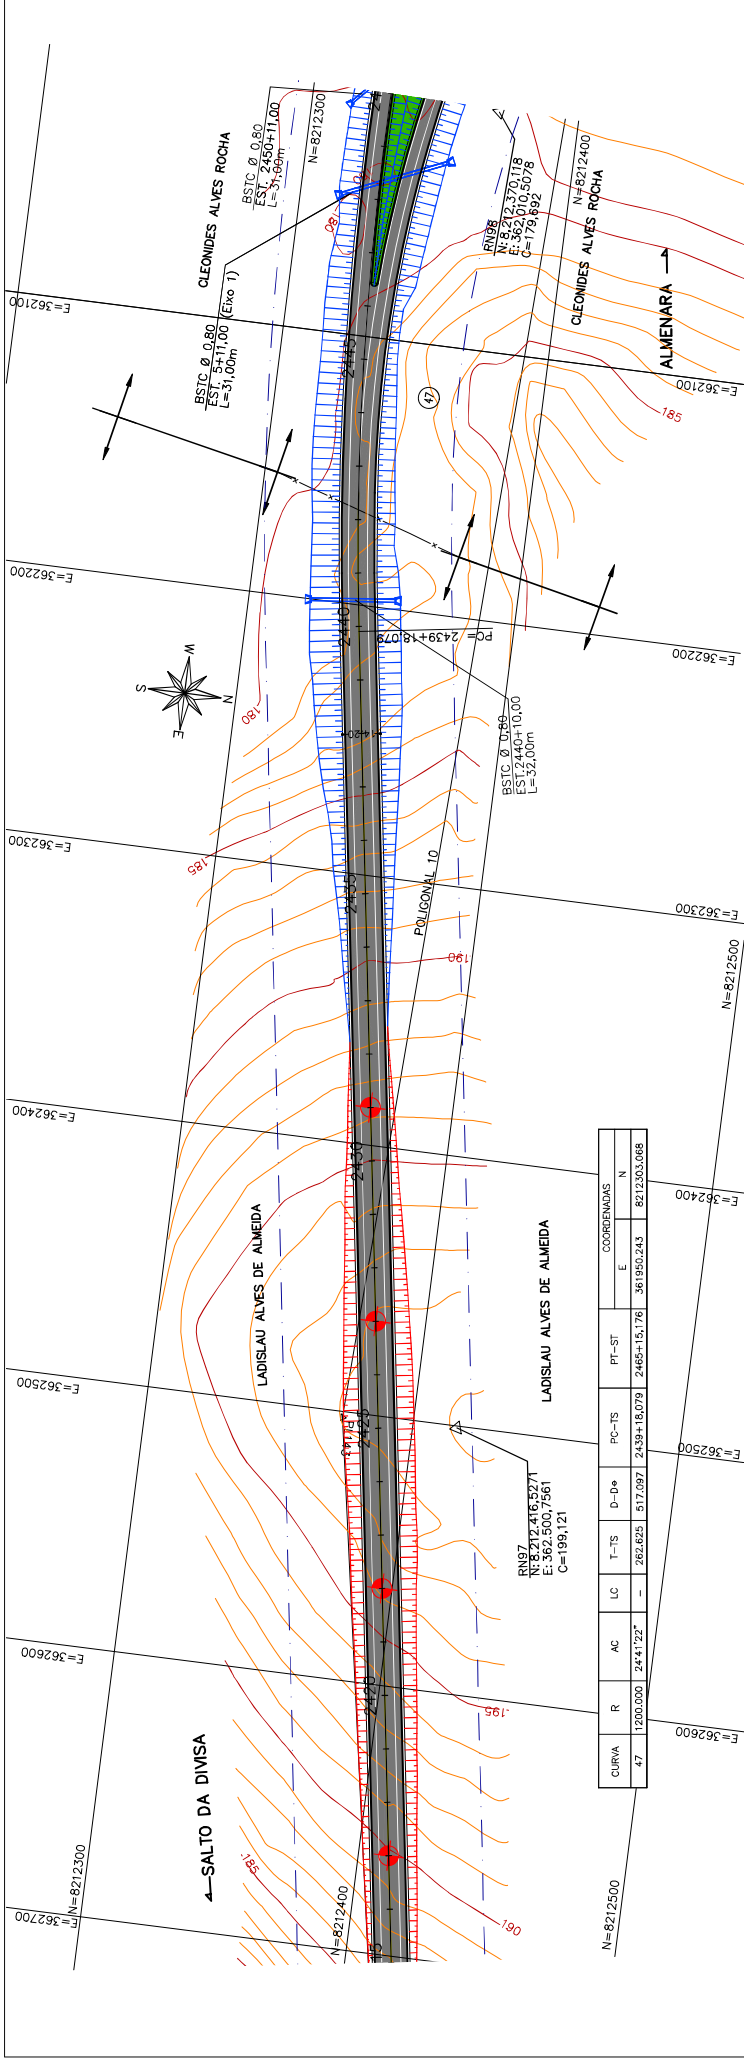 N=8212300
BSTC Ø 0,80
EST. 2450+11,00
L=31,00m
CLEONIDES ALVES ROCHA
BSTC Ø 0,80
EST. 5+11,00 (Eixo 1)
L=31,00m
180
RN98
N: 8.212.370,118
E: 362.010,5078
C=179,692
N=8212400
CLEONIDES ALVES ROCHA
ALMENARA
E=362100
E=362100
185
47
2445
E=362200
E=362200
2440
PC= 2439+18,079
S
W
N
E
180
14.20
BSTC Ø 0,80
EST.2440+10,00
L=32,00m
E=362300
E=362300
185
2435
POLIGONAL 10
190
N=8212500
E=362400
E=362400
2430
LADISLAU ALVES DE ALMEIDA
LADISLAU ALVES DE ALMEIDA
E=362500
E=362500
2425
RN97
N: 8.212.416,5271
E: 362.500,7561
C=199,121
E=362600
E=362600
2420
195
SALTO DA DIVISA
185
190
N=8212300
N=8212400
N=8212500
E=362700
15
CURVA R AC LC T-TS D-DΦ PC-TS PT-ST COORDENADAS
E N
47 1200.000 24°41'22" - 262.625 517.097 2439+18,079 2465+15,176 361950.243 8212303.068